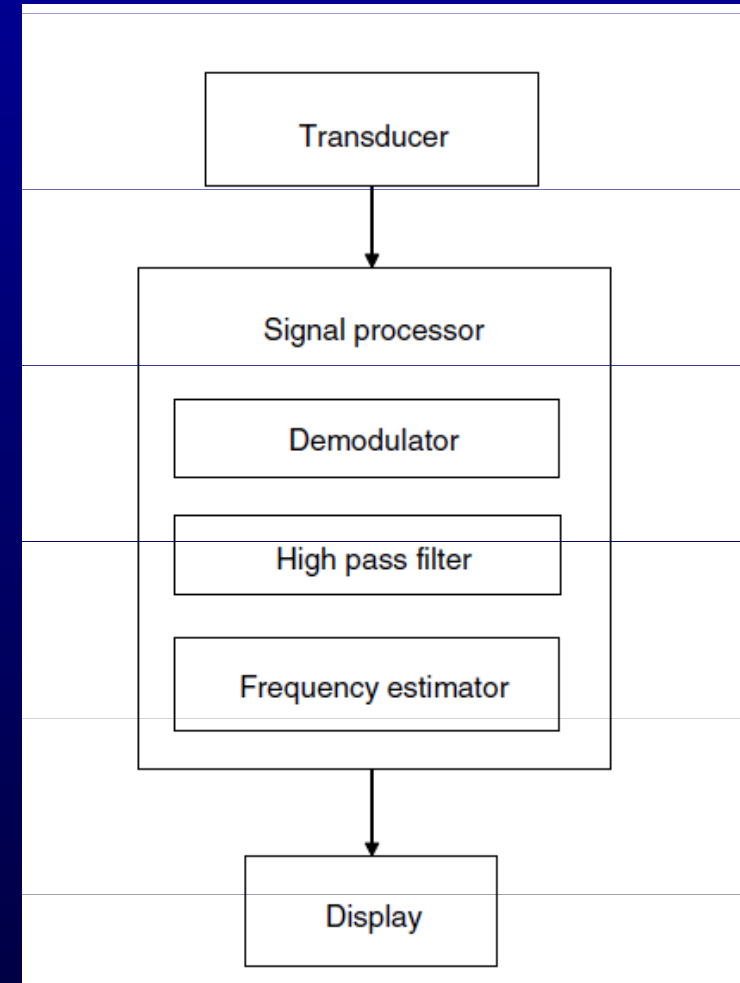 Transducer
Signal processor
Demodulator
High pass filter
Frequency estimator
Display